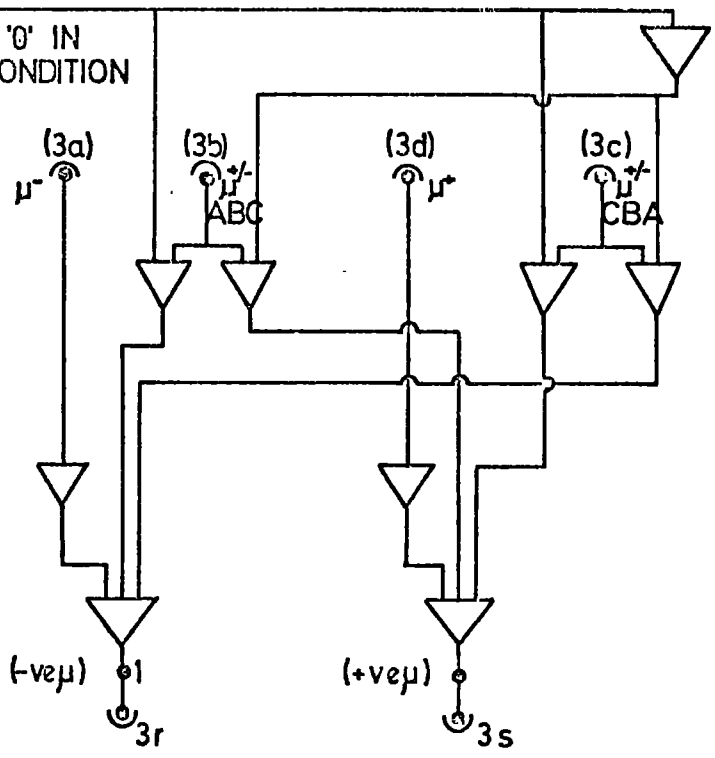 '0' IN
ONDITION
(3a)
(3b)
(3d)
(3c)
μ-
μ+/-
ABC
μ+
μ+/-
CBA
(-veμ)
1
3r
(+veμ)
3s